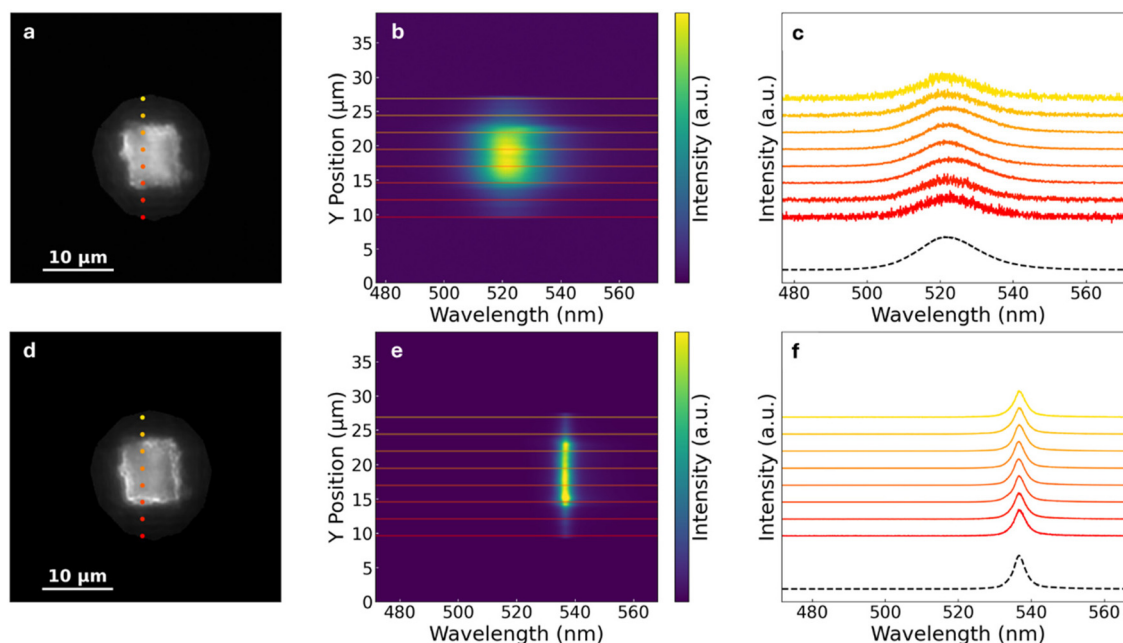 a
10 µm
b
35
30
25
20
15
10
5
0
Y Position (µm)
480 500 520 540 560
Wavelength (nm)
Intensity (a.u.)
c
Intensity (a.u.)
480 500 520 540 560
Wavelength (nm)
d
10 µm
e
35
30
25
20
15
10
5
0
Y Position (µm)
480 500 520 540 560
Wavelength (nm)
Intensity (a.u.)
f
Intensity (a.u.)
480 500 520 540 560
Wavelength (nm)